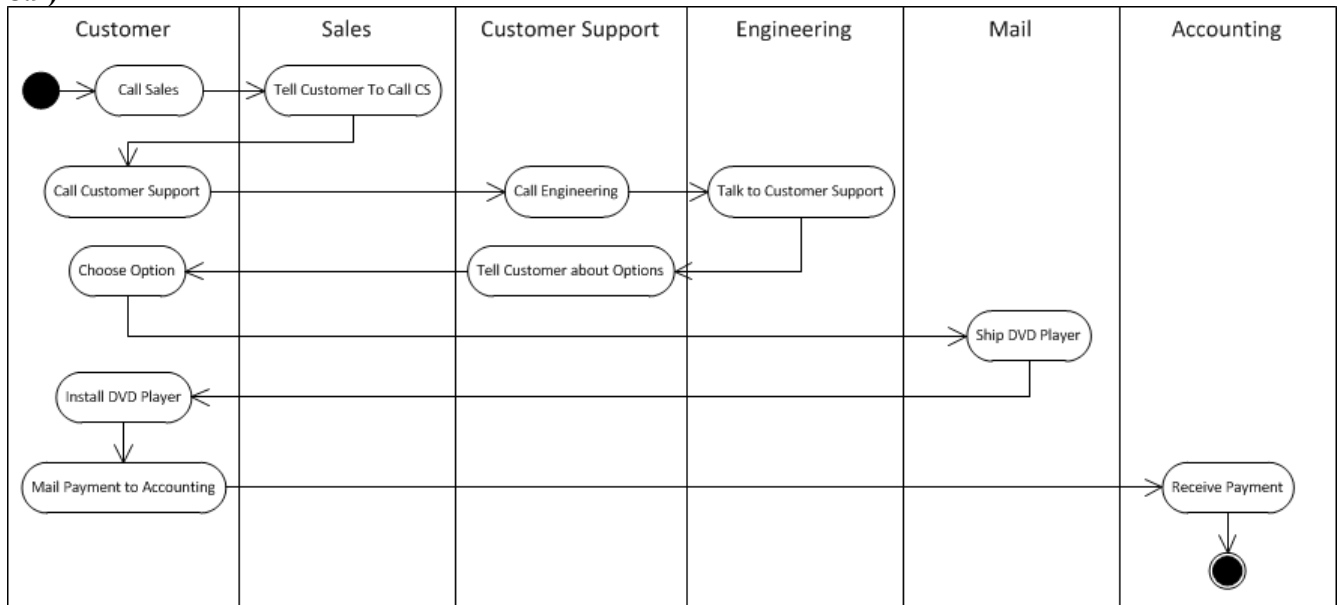 Customer
Sales
Customer Support
Engineering
Mail
Accounting
Call Sales
Tell Customer To Call CS
Call Customer Support
Call Engineering
Talk to Customer Support
Choose Option
Tell Customer about Options
Ship DVD Player
Install DVD Player
Mail Payment to Accounting
Receive Payment